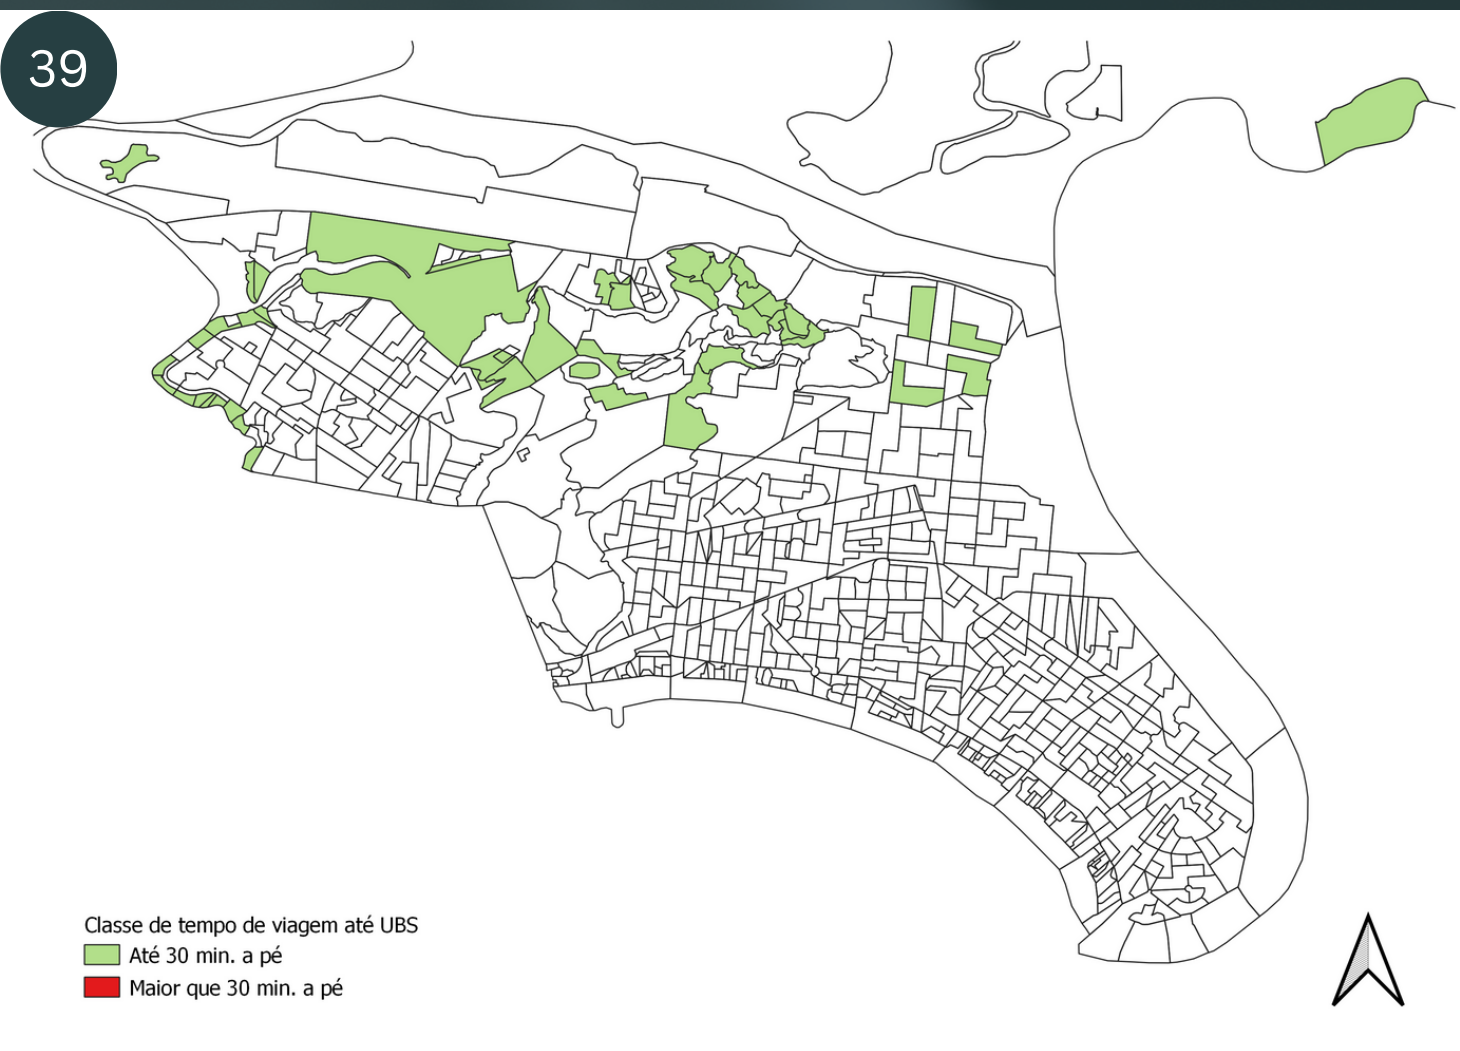 39
Classe de tempo de viagem até UBS
Até 30 min. a pé
Maior que 30 min. a pé